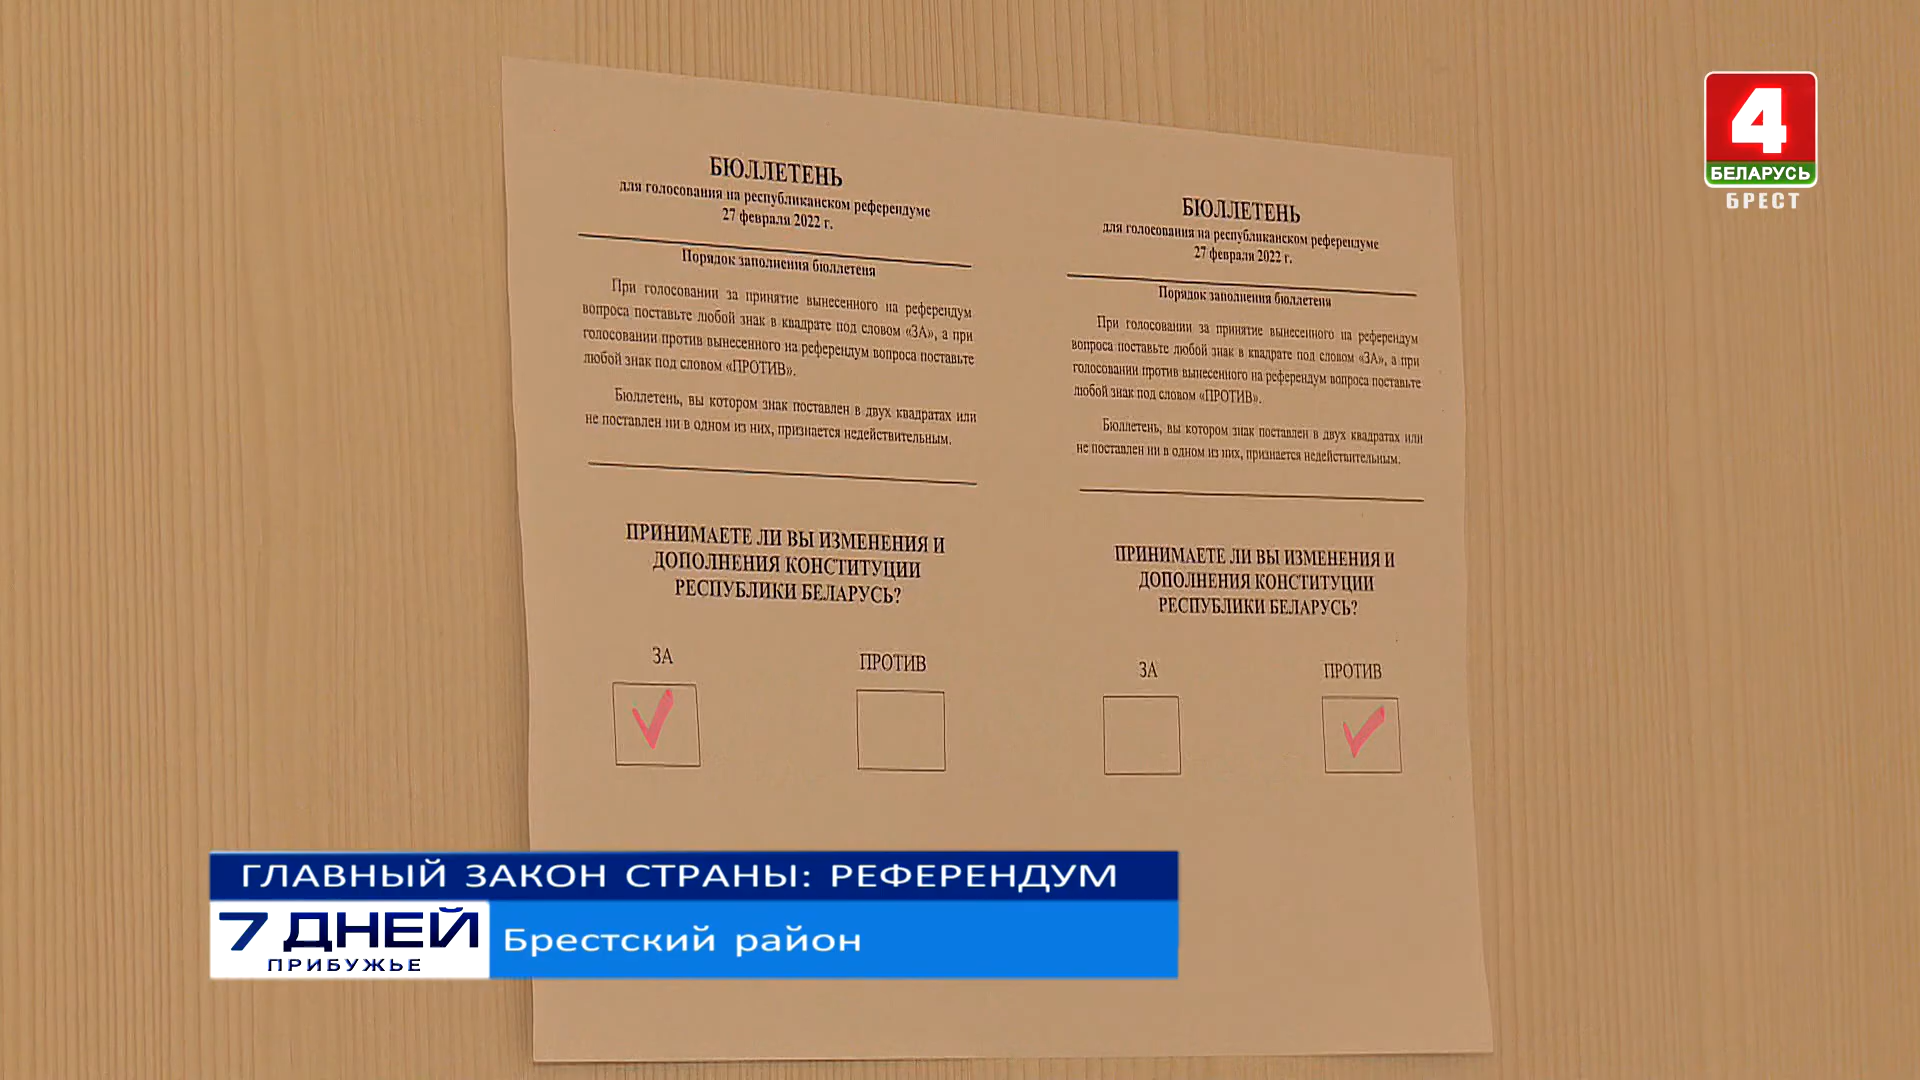 БЮЛЛЕТЕНЬ
для голосования на республиканском референдуме
27 февраля 2022 г.
Порядок заполнения бюллетеня
При голосовании за принятие вынесенного на референдум
вопроса поставьте любой знак в квадрате под словом «ЗА», а при
голосовании против вынесенного на референдум вопроса поставьте
любой знак под словом «ПРОТИВ».
Бюллетень, вы котором знак поставлен в двух квадратах или
не поставлен ни в одном из них, признается недействительным.
ПРИНИМАЕТЕ ЛИ ВЫ ИЗМЕНЕНИЯ И
ДОПОЛНЕНИЯ КОНСТИТУЦИИ
РЕСПУБЛИКИ БЕЛАРУСЬ?
ЗА ПРОТИВ
БЮЛЛЕТЕНЬ
для голосования на республиканском референдуме
27 февраля 2022 г.
Порядок заполнения бюллетеня
При голосовании за принятие вынесенного на референдум
вопроса поставьте любой знак в квадрате под словом «ЗА», а при
голосовании против вынесенного на референдум вопроса поставьте
любой знак под словом «ПРОТИВ».
Бюллетень, вы котором знак поставлен в двух квадратах или
не поставлен ни в одном из них, признается недействительным.
ПРИНИМАЕТЕ ЛИ ВЫ ИЗМЕНЕНИЯ И
ДОПОЛНЕНИЯ КОНСТИТУЦИИ
РЕСПУБЛИКИ БЕЛАРУСЬ?
ЗА ПРОТИВ
4
БЕЛАРУСЬ
БРЕСТ
ГЛАВНЫЙ ЗАКОН СТРАНЫ: РЕФЕРЕНДУМ
7 ДНЕЙ
ПРИБУЖЬЕ
Брестский район